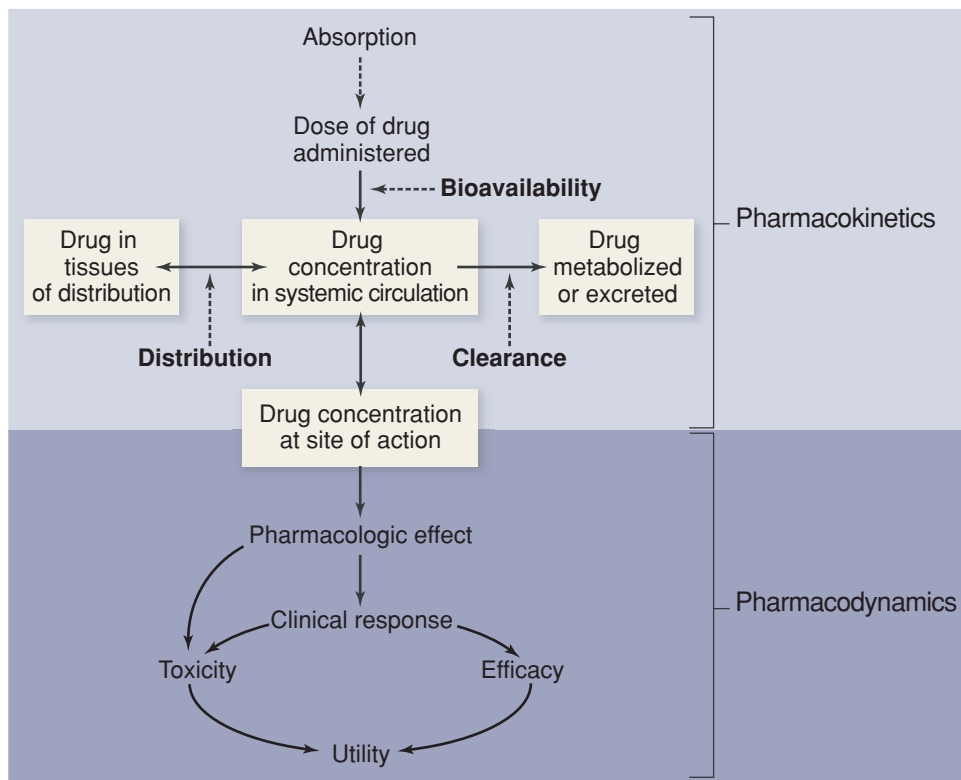 Absorption
Dose of drug
administered
Bioavailability
Pharmacokinetics
Drug in
tissues
of distribution
Drug
concentration
in systemic circulation
Drug
metabolized
or excreted
Distribution
Clearance
Drug concentration
at site of action
Pharmacologic effect
Pharmacodynamics
Clinical response
Toxicity
Efficacy
Utility